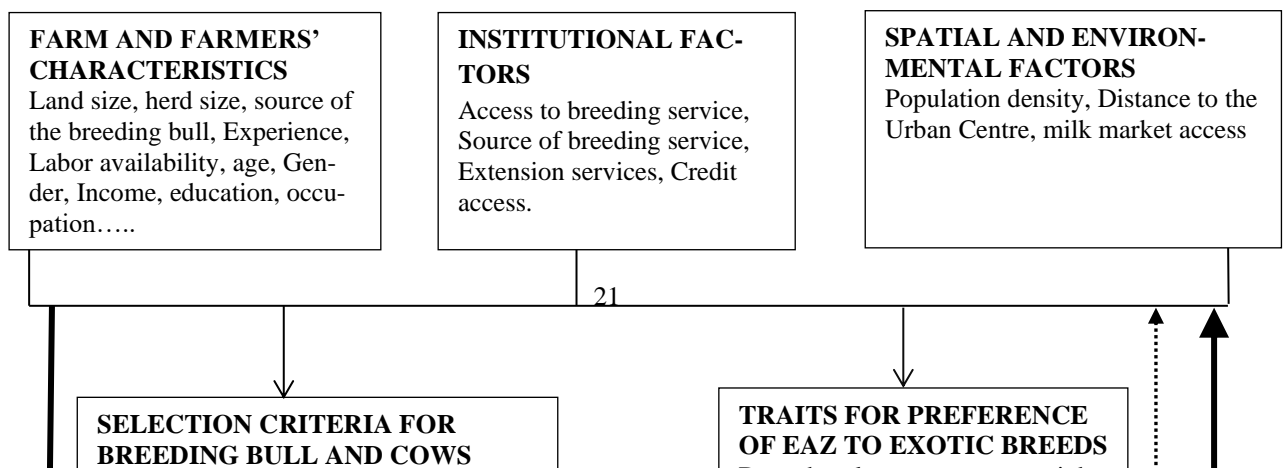 FARM AND FARMERS’
CHARACTERISTICS
Land size, herd size, source of
the breeding bull, Experience,
Labor availability, age, Gen-
der, Income, education, occu-
pation…..
INSTITUTIONAL FAC-
TORS
Access to breeding service,
Source of breeding service,
Extension services, Credit
access.
SPATIAL AND ENVIRON-
MENTAL FACTORS
Population density, Distance to the
Urban Centre, milk market access
21
SELECTION CRITERIA FOR
BREEDING BULL AND COWS
TRAITS FOR PREFERENCE
OF EAZ TO EXOTIC BREEDS